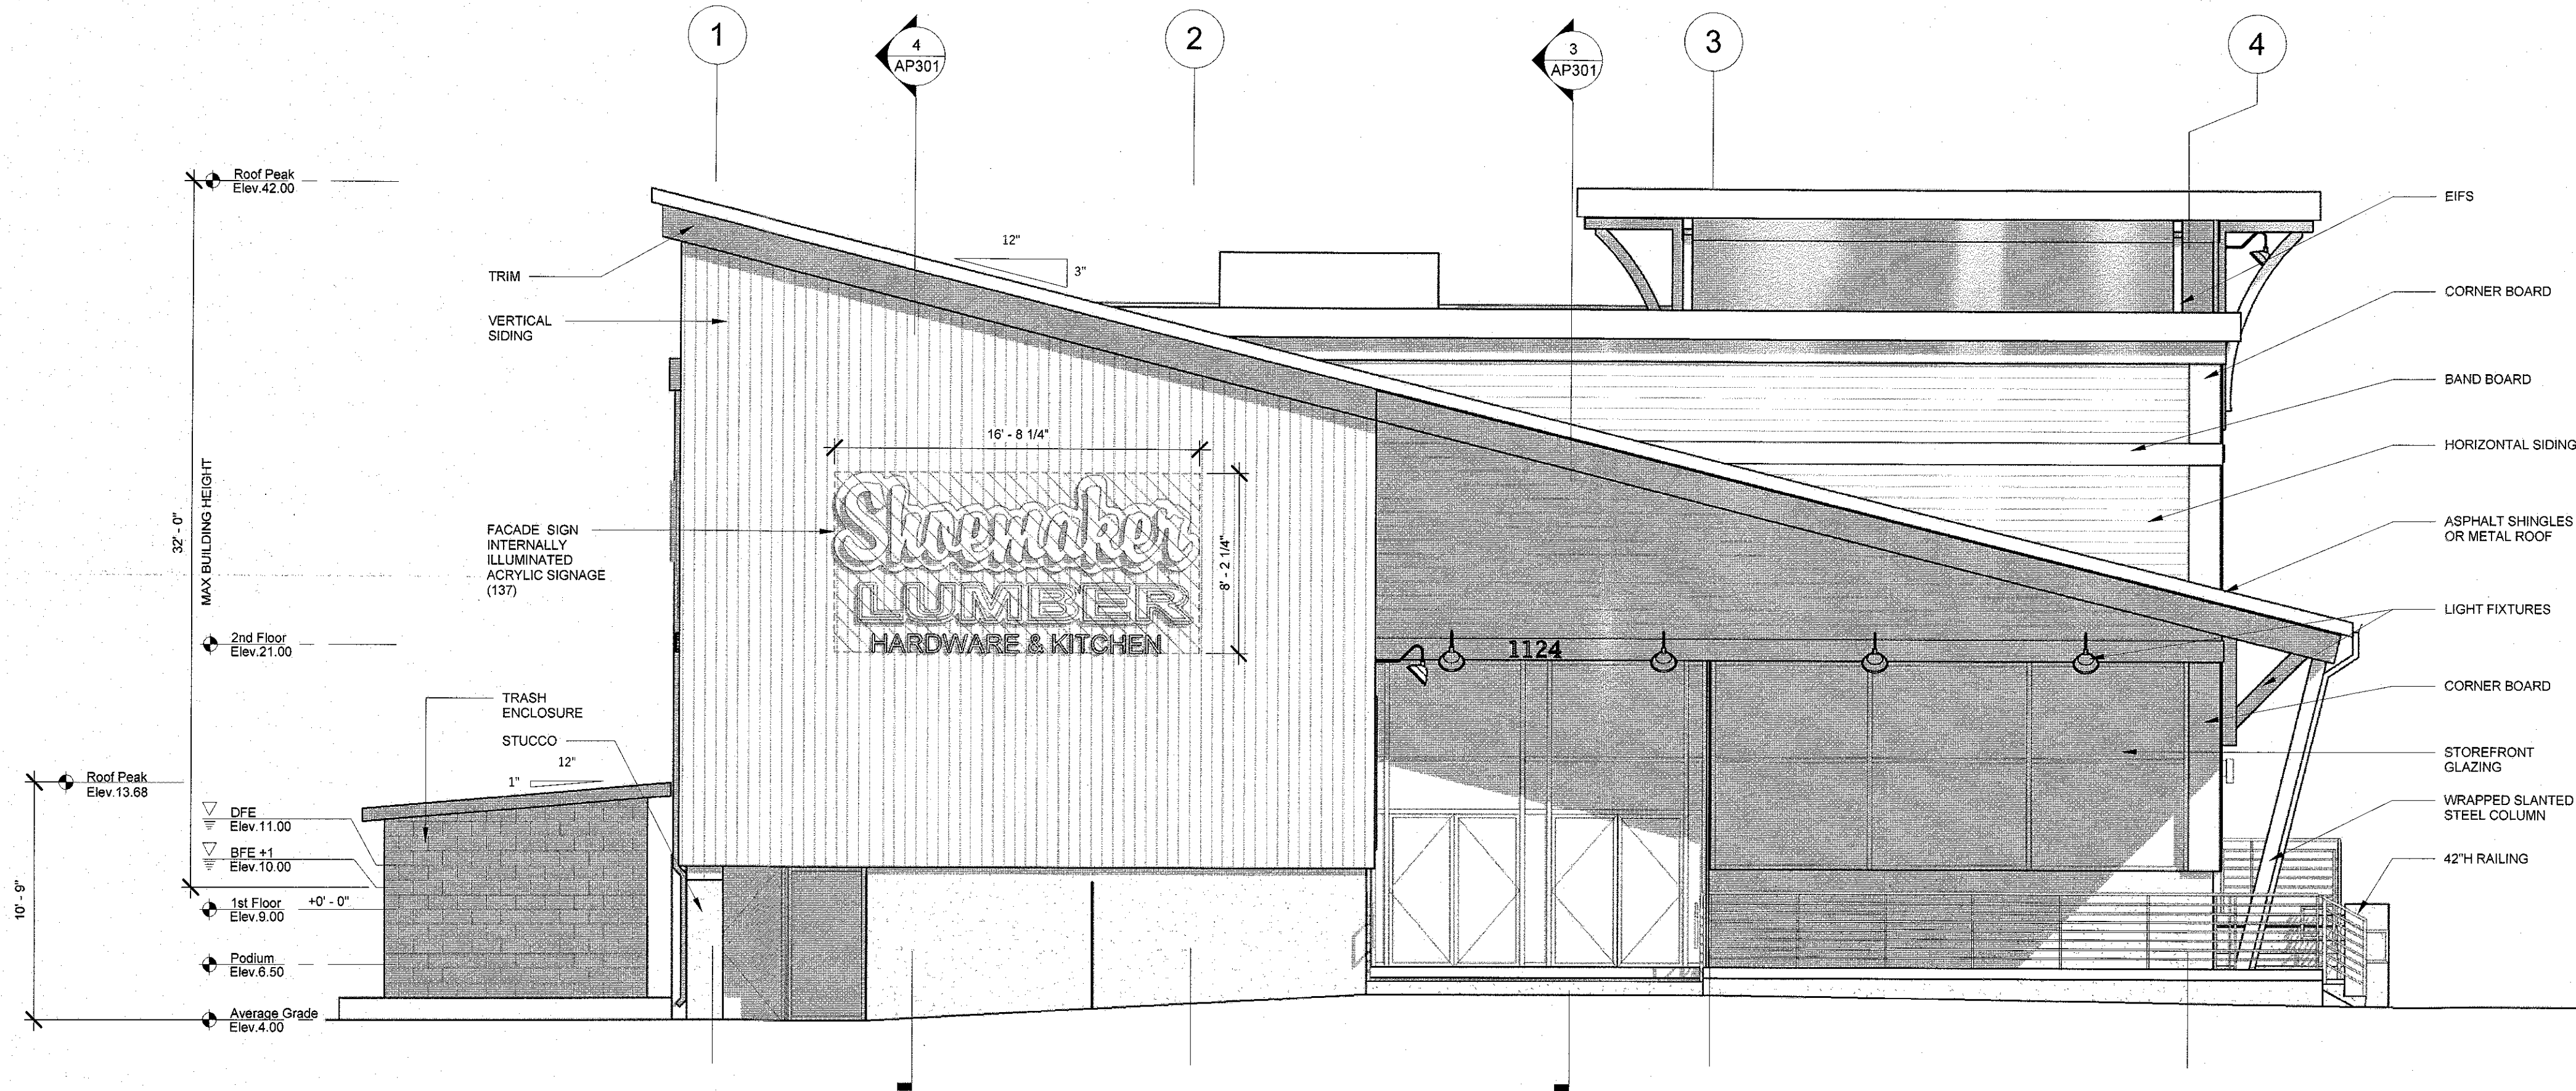 1
4
AP301
2
3
AP301
3
4
Roof Peak
Elev.42.00
12"
3"
TRIM
VERTICAL
SIDING
16' - 8 1/4"
8' - 2 1/4"
MAX BUILDING HEIGHT
32' - 0"
FACADE SIGN
INTERNALLY
ILLUMINATED
ACRYLIC SIGNAGE
(137)
Shoemaker
LUMBER
HARDWARE & KITCHEN
1124
2nd Floor
Elev.21.00
TRASH
ENCLOSURE
STUCCO
12"
1"
Roof Peak
Elev.13.68
DFE
Elev.11.00
BFE +1
Elev.10.00
1st Floor
Elev.9.00
+0' - 0"
10' - 9"
Podium
Elev.6.50
Average Grade
Elev.4.00
EIFS
CORNER BOARD
BAND BOARD
HORIZONTAL SIDING
ASPHALT SHINGLES
OR METAL ROOF
LIGHT FIXTURES
CORNER BOARD
STOREFRONT
GLAZING
WRAPPED SLANTED
STEEL COLUMN
42"H RAILING